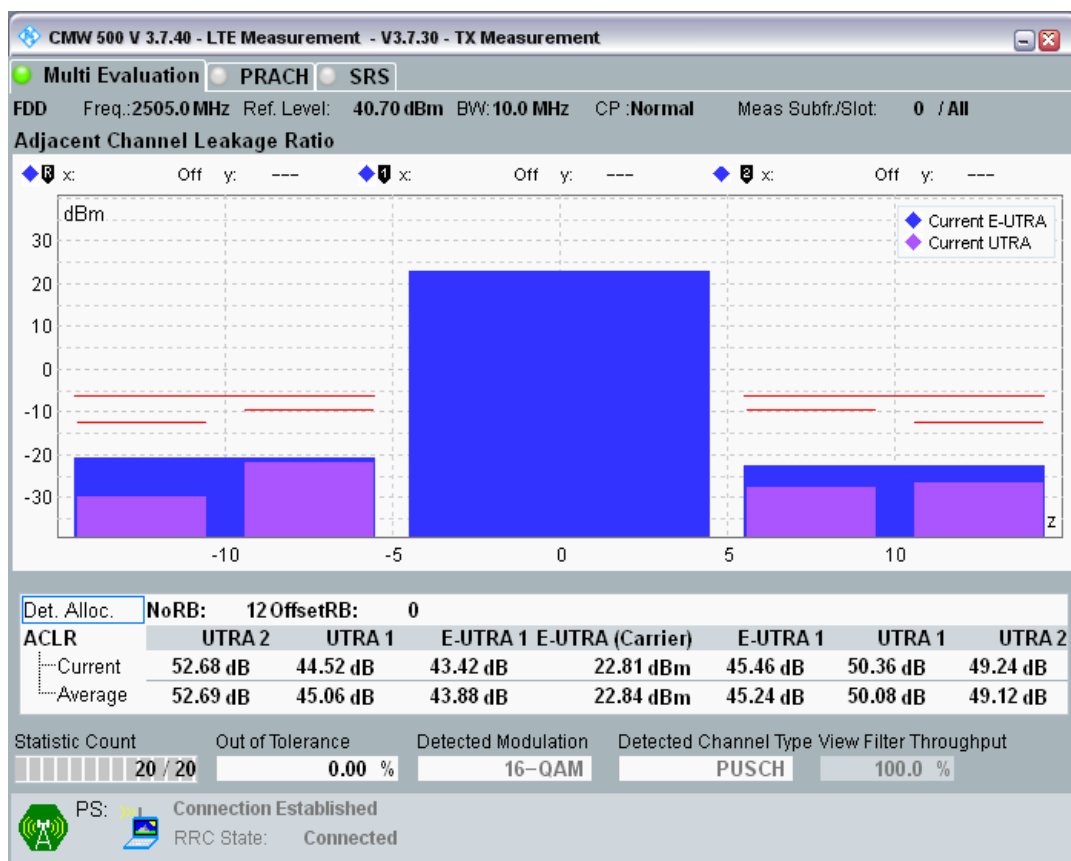 CMW 500 V 3.7.40 - LTE Measurement - V3.7.30 - TX Measurement
Multi Evaluation PRACH SRS
FDD Freq.:2505.0 MHz Ref. Level: 40.70 dBm BW:10.0 MHz CP :Normal Meas Subfr./Slot: 0 / All
Adjacent Channel Leakage Ratio
R x: Off y: --- 1 x: Off y: --- 2 x: Off y: ---
dBm
Current E-UTRA
Current UTRA
30
20
10
0
-10
-20
-30
z
-10 -5 0 5 10
Det. Alloc. NoRB: 12 OffsetRB: 0
ACLR UTRA 2 UTRA 1 E-UTRA 1 E-UTRA (Carrier) E-UTRA 1 UTRA 1 UTRA 2
Current 52.68 dB 44.52 dB 43.42 dB 22.81 dBm 45.46 dB 50.36 dB 49.24 dB
Average 52.69 dB 45.06 dB 43.88 dB 22.84 dBm 45.24 dB 50.08 dB 49.12 dB
Statistic Count Out of Tolerance Detected Modulation Detected Channel Type View Filter Throughput
20 / 20 0.00 % 16-QAM PUSCH 100.0 %
PS: Connection Established
RRC State: Connected